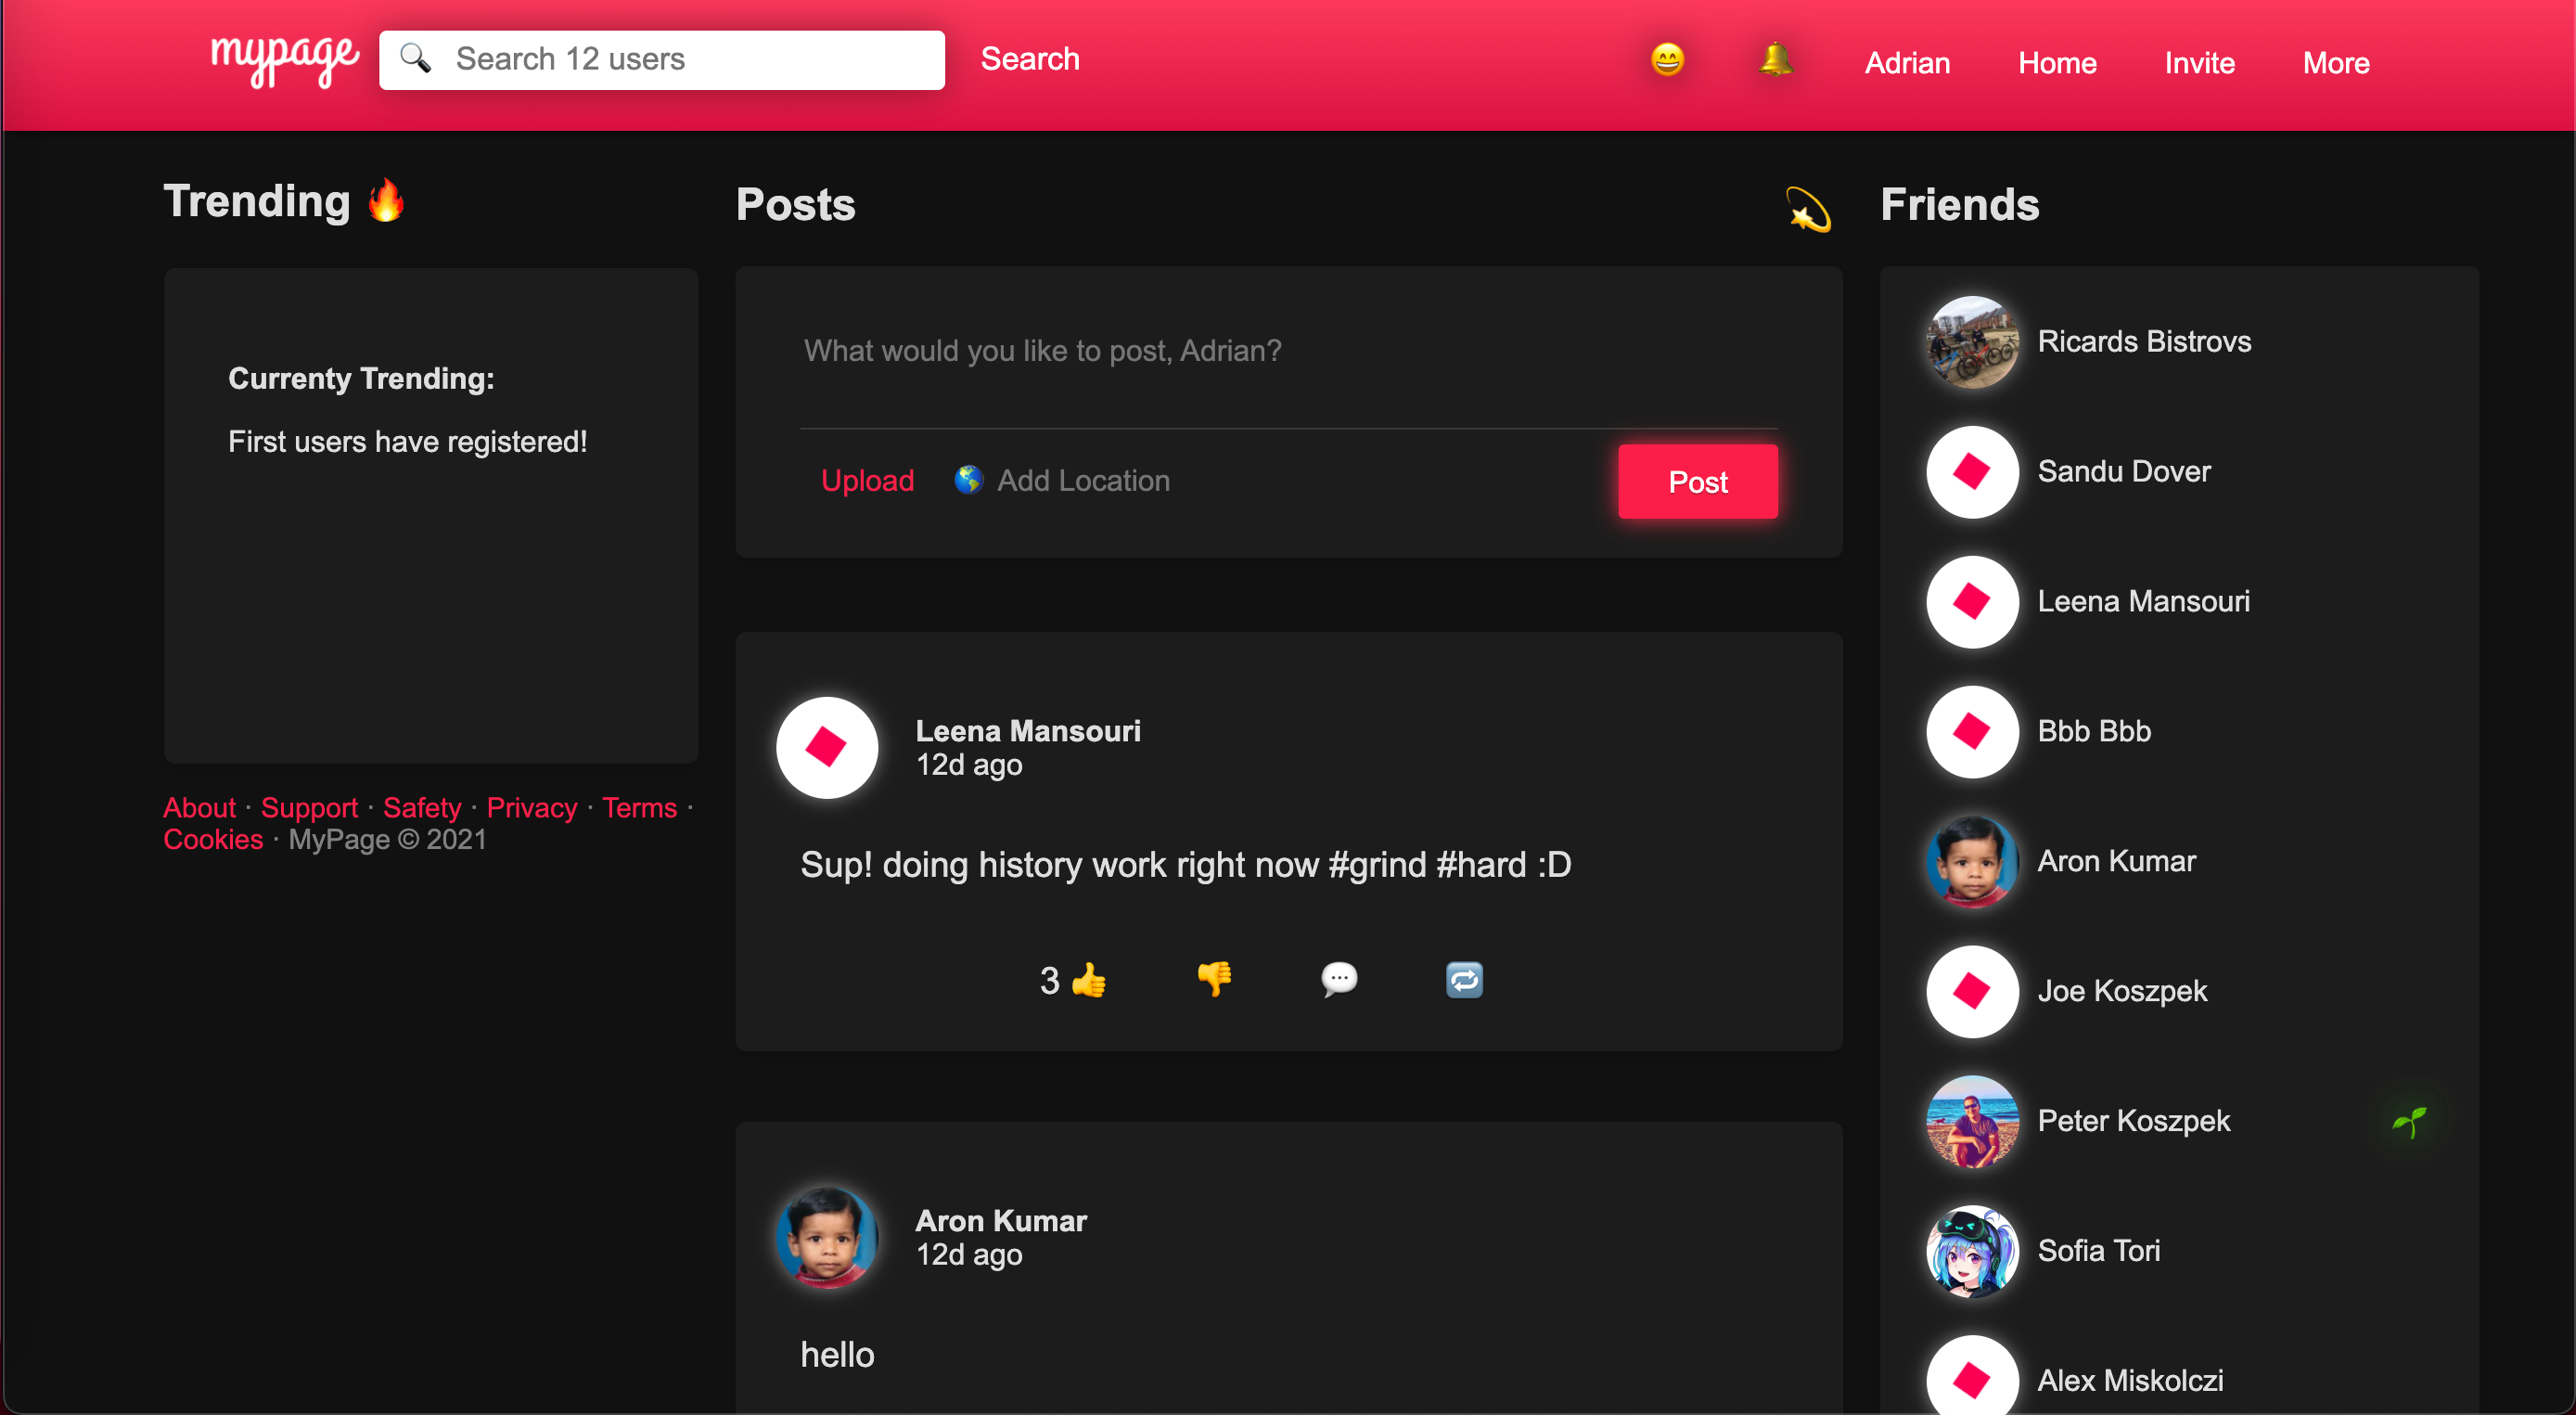 mypage
Search 12 users
Search
Adrian
Home
Invite
More
Trending
Currenty Trending:
First users have registered!
About · Support · Safety · Privacy · Terms ·
Cookies · MyPage © 2021
Posts
What would you like to post, Adrian?
Upload
Add Location
Post
Leena Mansouri
12d ago
Sup! doing history work right now #grind #hard :D
3
Aron Kumar
12d ago
hello
Friends
Ricards Bistrovs
Sandu Dover
Leena Mansouri
Bbb Bbb
Aron Kumar
Joe Koszpek
Peter Koszpek
Sofia Tori
Alex Miskolczi